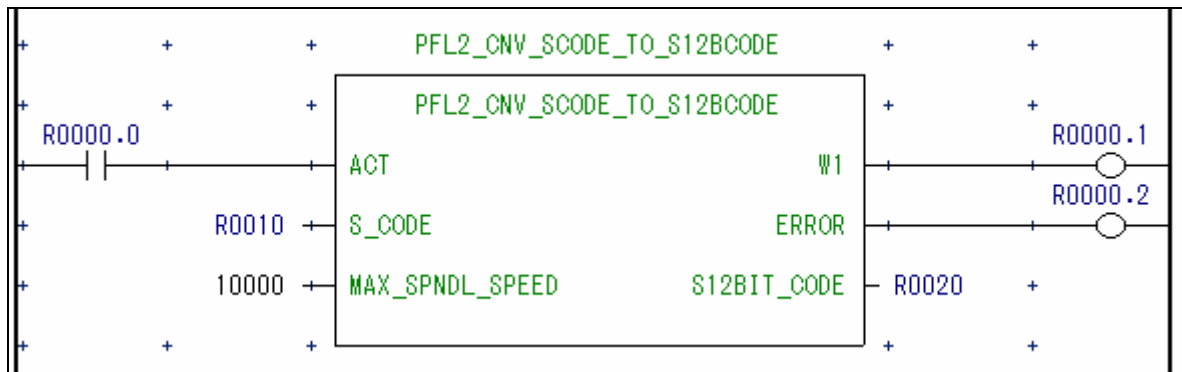 PFL2_CNV_SCODE_TO_S12BCODE
PFL2_CNV_SCODE_TO_S12BCODE
R0000.0 R0000.1
ACT W1
R0000.2
R0010 S_CODE ERROR
10000 MAX_SPNDL_SPEED S12BIT_CODE R0020